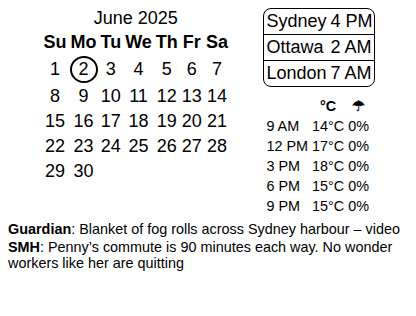 June 2025
Su Mo Tu We Th Fr Sa
1 2 3 4 5 6 7
8 9 10 11 12 13 14
15 16 17 18 19 20 21
22 23 24 25 26 27 28
29 30
Sydney 4 PM
Ottawa 2 AM
London 7 AM
°C ☂
9 AM 14°C 0%
12 PM 17°C 0%
3 PM 18°C 0%
6 PM 15°C 0%
9 PM 15°C 0%
Guardian: Blanket of fog rolls across Sydney harbour – video
SMH: Penny’s commute is 90 minutes each way. No wonder
workers like her are quitting